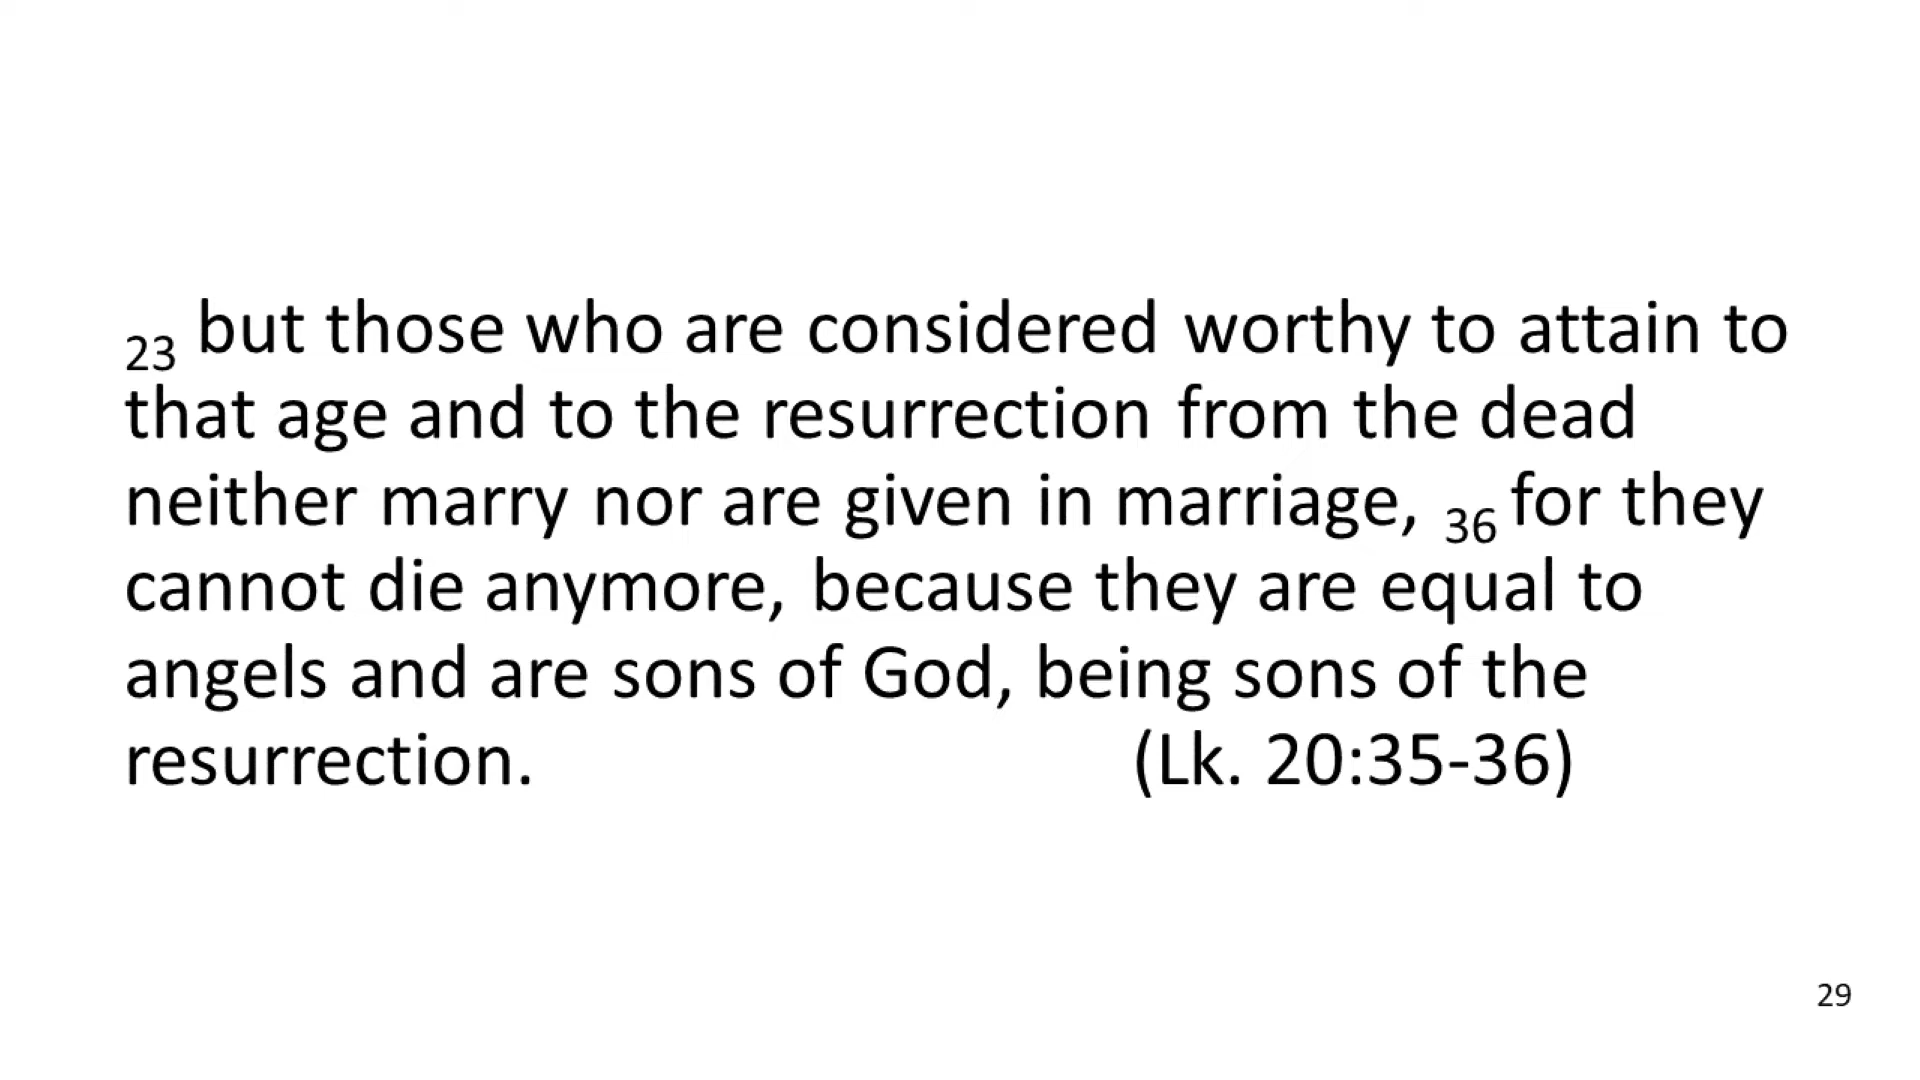 23 but those who are considered worthy to attain to
that age and to the resurrection from the dead
neither marry nor are given in marriage, 36 for they
cannot die anymore, because they are equal to
angels and are sons of God, being sons of the
resurrection. (Lk. 20:35-36)
29